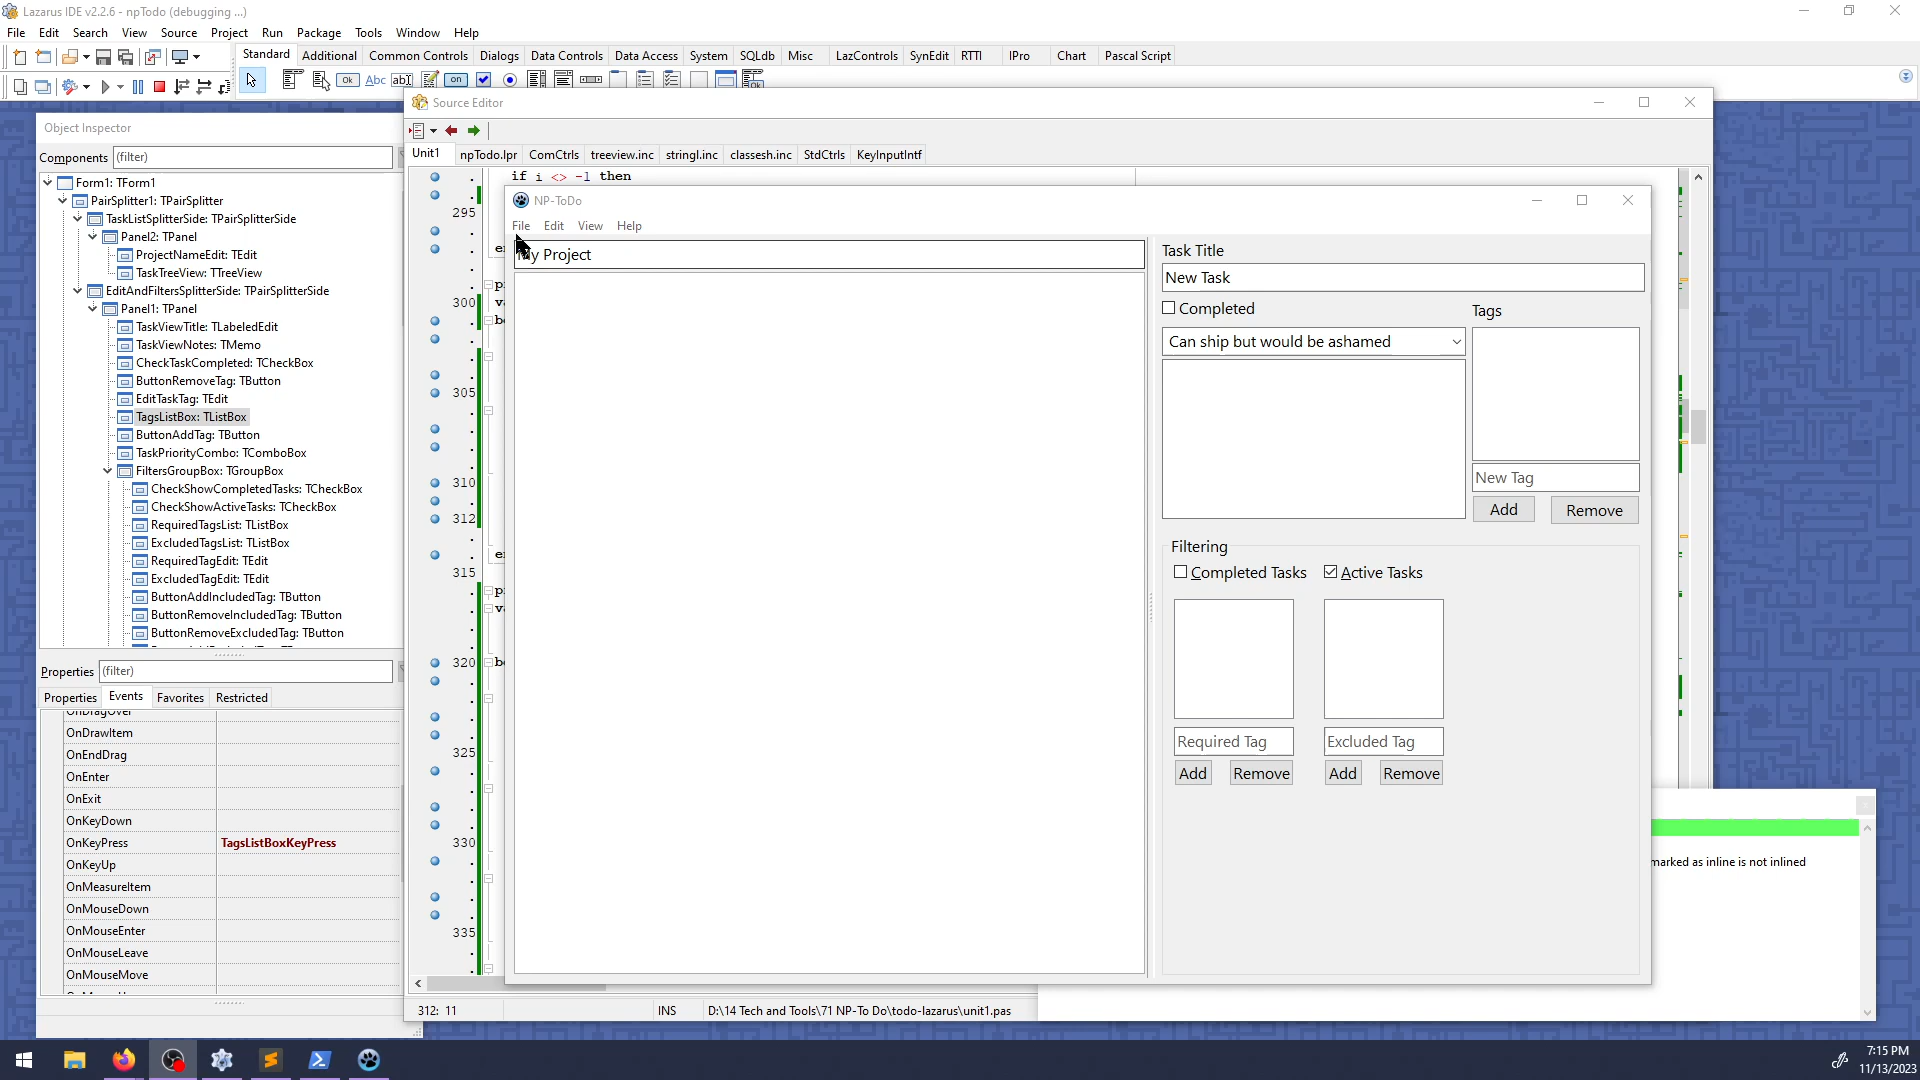 Lazarus IDE v2.2.6 - npTodo (debugging ...)
File Edit Search View Source Project Run Package Tools Window Help
Standard Additional Common Controls Dialogs Data Controls Data Access System SQLdb Misc LazControls SynEdit RTTI IPro Chart Pascal Script
Ok Abc ab on
Object Inspector
Components (filter)
Form1: TForm1
PairSplitter1: TPairSplitter
TaskListSplitterSide: TPairSplitterSide
Panel2: TPanel
ProjectNameEdit: TEdit
TaskTreeView: TTreeView
EditAndFiltersSplitterSide: TPairSplitterSide
Panel1: TPanel
TaskViewTitle: TLabeledEdit
TaskViewNotes: TMemo
CheckTaskCompleted: TCheckBox
ButtonRemoveTag: TButton
EditTaskTag: TEdit
TagsListBox: TListBox
ButtonAddTag: TButton
TaskPriorityCombo: TComboBox
FiltersGroupBox: TGroupBox
CheckShowCompletedTasks: TCheckBox
CheckShowActiveTasks: TCheckBox
RequiredTagsList: TListBox
ExcludedTagsList: TListBox
RequiredTagEdit: TEdit
ExcludedTagEdit: TEdit
ButtonAddIncludedTag: TButton
ButtonRemoveIncludedTag: TButton
ButtonRemoveExcludedTag: TButton
Properties (filter)
Properties Events Favorites Restricted
OnDragOver
OnDrawItem
OnEndDrag
OnEnter
OnExit
OnKeyDown
OnKeyPress TagsListBoxKeyPress
OnKeyUp
OnMeasureItem
OnMouseDown
OnMouseEnter
OnMouseLeave
OnMouseMove
Source Editor
Unit1 npTodo.lpr ComCtrls treeview.inc stringl.inc classesh.inc StdCtrls KeyInputIntf
if i <> -1 then
295
300
305
310
312
315
320
325
330
335
312: 11 INS D:\14 Tech and Tools\71 NP-To Do\todo-lazarus\unit1.pas
NP-ToDo
File Edit View Help
My Project
Task Title
New Task
Completed
Tags
Can ship but would be ashamed
New Tag
Add Remove
Filtering
Completed Tasks Active Tasks
Required Tag Excluded Tag
Add Remove Add Remove
marked as inline is not inlined
7:15 PM
11/13/2023